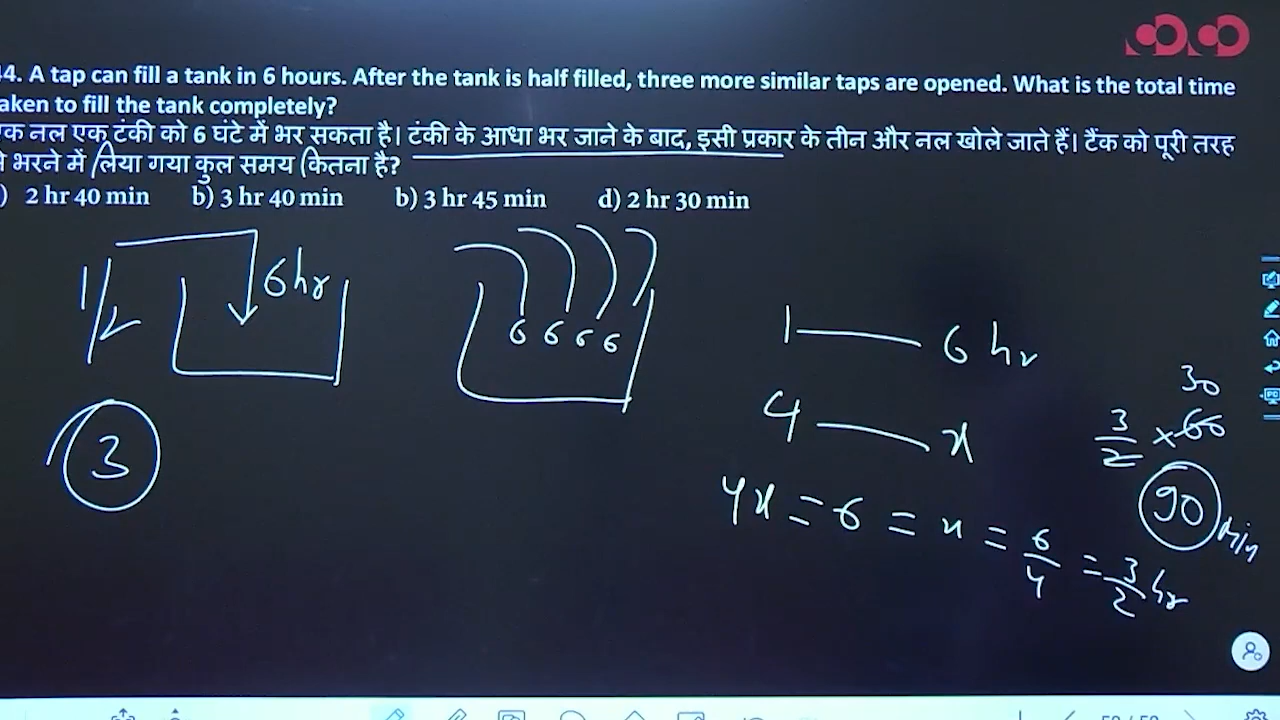 4. A tap can fill a tank in 6 hours. After the tank is half filled, three more similar taps are opened. What is the total time
aken to fill the tank completely?
क नल एक टंकी को 6 घंटे में भर सकता है। टंकी के आधा भर जाने के बाद, इसी प्रकार के तीन और नल खोले जाते हैं। टैंक को पूरी तरह
भरने में लिया गया कुल समय कितना है?
) 2 hr 40 min b) 3 hr 40 min b) 3 hr 45 min d) 2 hr 30 min
1/2 6 hr
6 6 6 6
1 — 6 hr
4 — x
3/2 × 60
30
3
90 min
4x = 6 = x = 6/4 = 3/2 hr